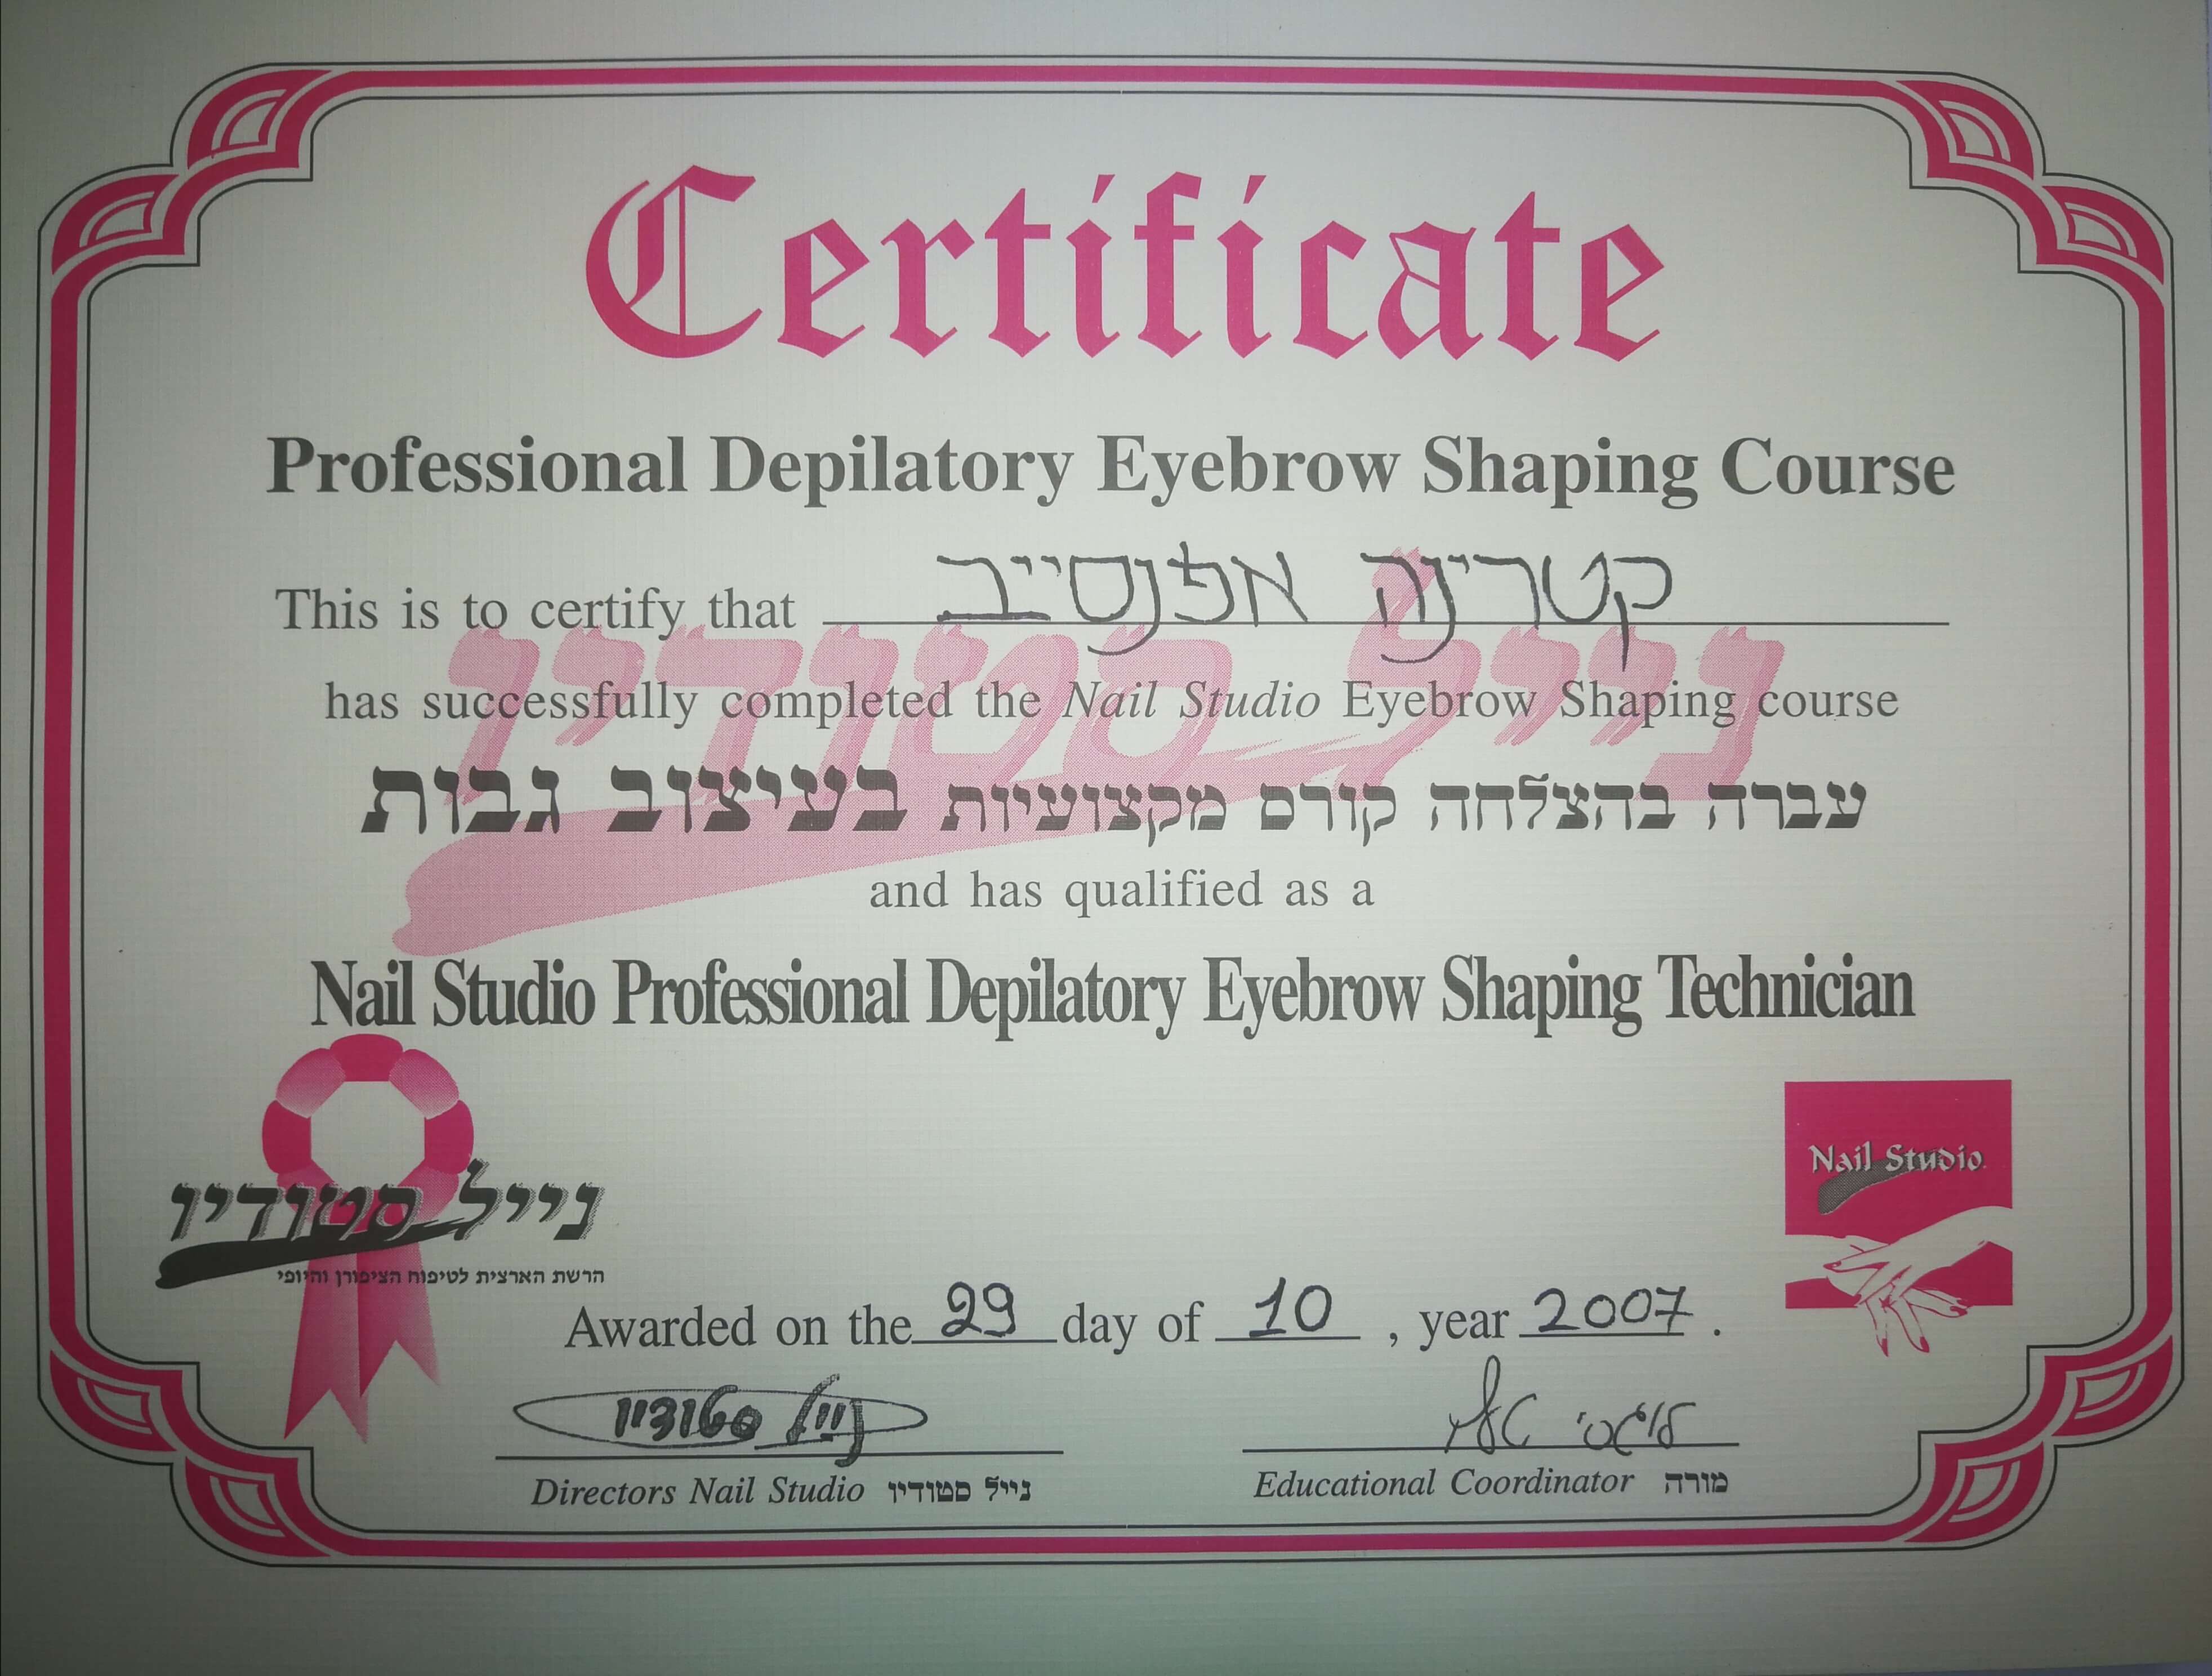 Certificate
Professional Depilatory Eyebrow Shaping Course
This is to certify that קטרינה אפנסייב
נייל סטודיו
has successfully completed the Nail Studio Eyebrow Shaping course
עברה בהצלחה קורס מקצועיות בעיצוב גבות
and has qualified as a
Nail Studio Professional Depilatory Eyebrow Shaping Technician
Nail Studio
נייל סטודיו
הרשת הארצית לטיפוח הציפורן והיופי
Awarded on the 29 day of 10, year 2007.
נייל סטודיו
Directors Nail Studio נייל סטודיו
Educational Coordinator מורה